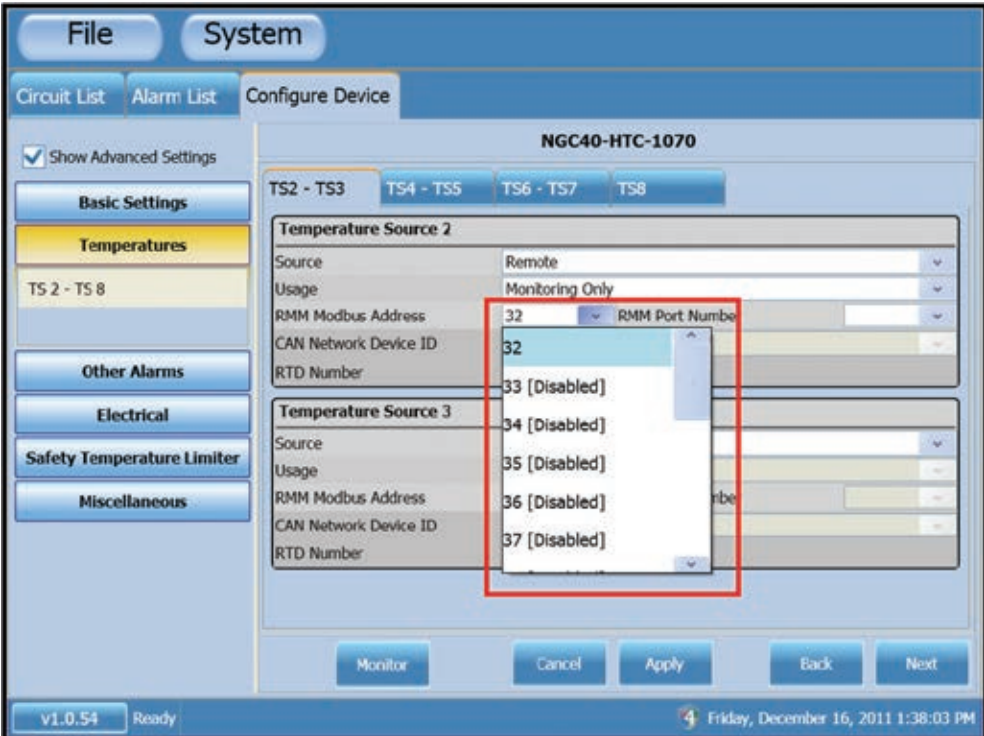 File System
Circuit List Alarm List Configure Device
Show Advanced Settings
Basic Settings
Temperatures
TS 2 - TS 8
Other Alarms
Electrical
Safety Temperature Limiter
Miscellaneous
NGC40-HTC-1070
TS2 - TS3 TS4 - TS5 TS6 - TS7 TS8
Temperature Source 2
Source Remote
Usage Monitoring Only
RMM Modbus Address 32 RMM Port Numbe
CAN Network Device ID
RTD Number
32
33 [Disabled]
34 [Disabled]
35 [Disabled]
36 [Disabled]
37 [Disabled]
Temperature Source 3
Source
Usage
RMM Modbus Address nbe
CAN Network Device ID
RTD Number
Monitor Cancel Apply Back Next
v1.0.54 Ready 4 Friday, December 16, 2011 1:38:03 PM